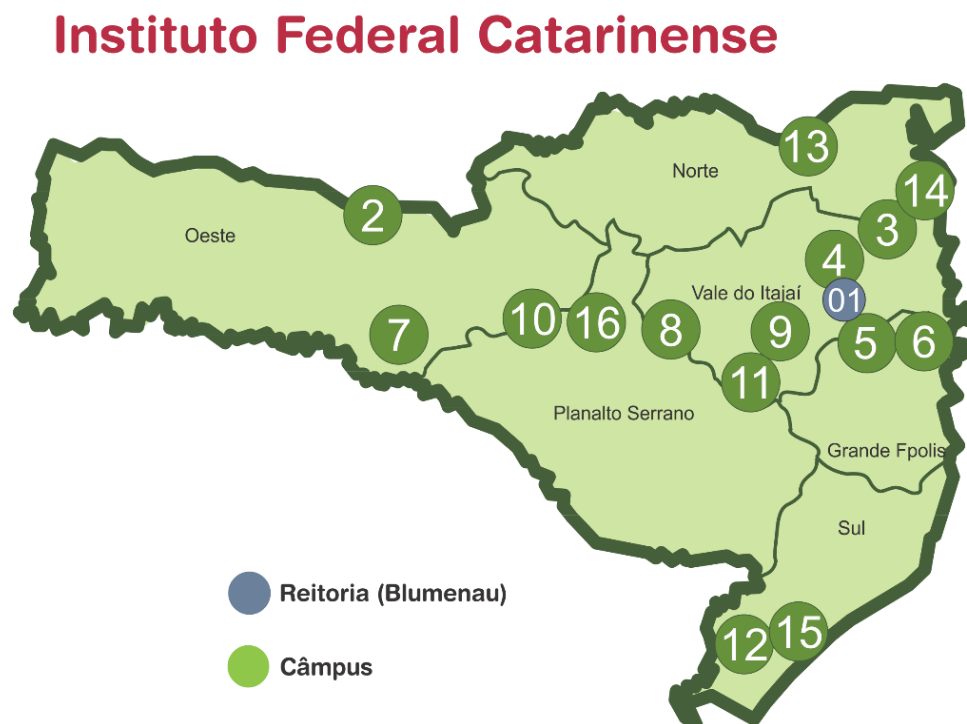 Instituto Federal Catarinense
13
Norte
14
2
3
Oeste
4
Vale do Itajaí
01
10
16
8
9
7
5
6
11
Planalto Serrano
Grande Fpolis
Sul
Reitoria (Blumenau)
12
15
Câmpus